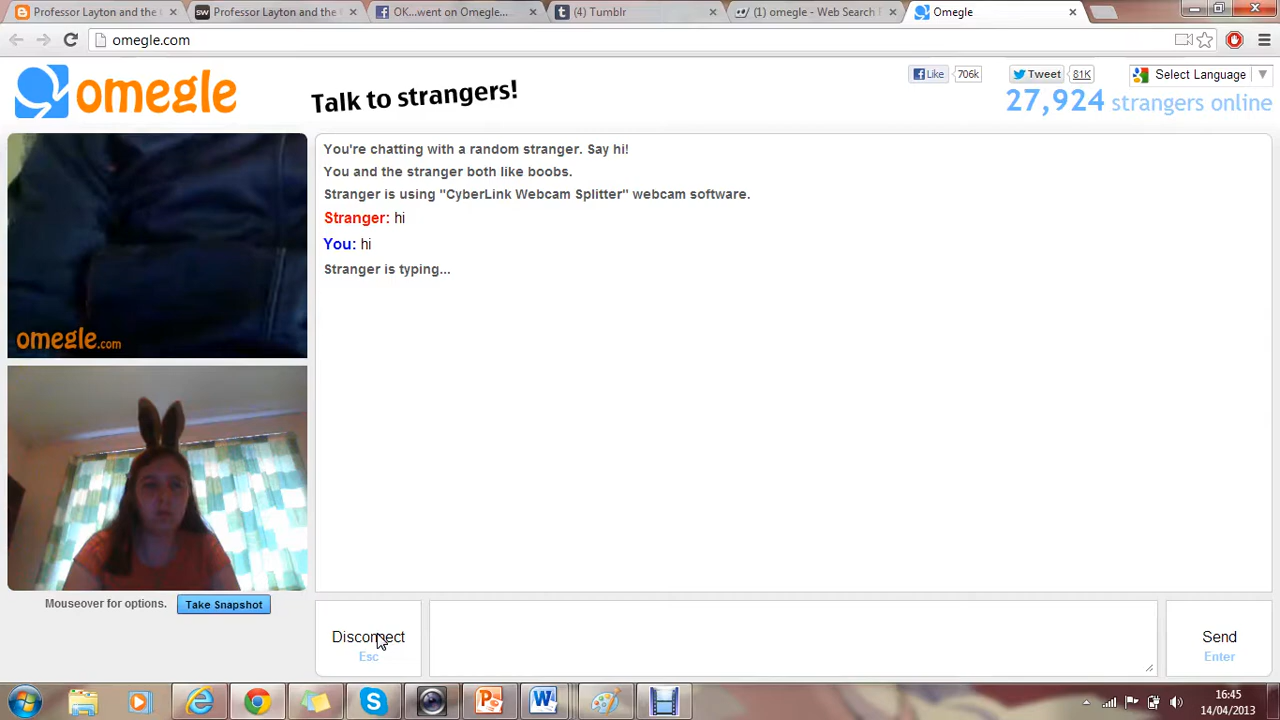 Professor Layton and the
Professor Layton and the
OK...went on Omegle...
(4) Tumblr
(1) omegle - Web Search
Omegle
omegle.com
omegle
Talk to strangers!
Like
706k
Tweet
81K
Select Language
27,924 strangers online
You're chatting with a random stranger. Say hi!
You and the stranger both like boobs.
Stranger is using "CyberLink Webcam Splitter" webcam software.
Stranger: hi
You: hi
Stranger is typing...
omegle.com
Mouseover for options.
Take Snapshot
Disconnect
Esc
Send
Enter
16:45
14/04/2013